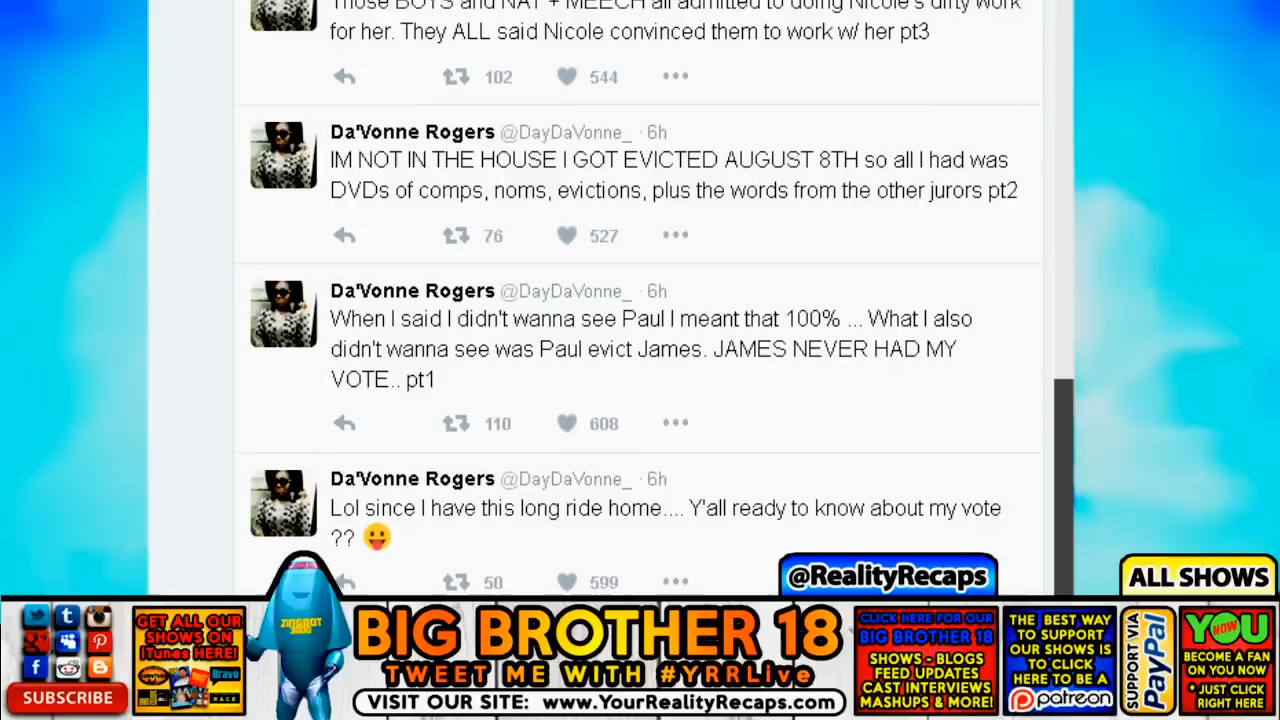 Those BOYS and NAT + MEECH all admitted to doing Nicole's dirty work
for her. They ALL said Nicole convinced them to work w/ her pt3
102 544
Da'Vonne Rogers @DayDaVonne_ · 6h
IM NOT IN THE HOUSE I GOT EVICTED AUGUST 8TH so all I had was
DVDs of comps, noms, evictions, plus the words from the other jurors pt2
76 527
Da'Vonne Rogers @DayDaVonne_ · 6h
When I said I didn't wanna see Paul I meant that 100% ... What I also
didn't wanna see was Paul evict James. JAMES NEVER HAD MY
VOTE.. pt1
110 608
Da'Vonne Rogers @DayDaVonne_ · 6h
Lol since I have this long ride home.... Y'all ready to know about my vote
?? 😛
50 599
@RealityRecaps
ALL SHOWS
SUBSCRIBE
GET ALL OUR
SHOWS ON
iTunes HERE!
Bravo
RACE
ZINGBOT
3000
BIG BROTHER 18
TWEET ME WITH #YRRLive
VISIT OUR SITE: www.YourRealityRecaps.com
CLICK HERE FOR OUR
BIG BROTHER 18
SHOWS - BLOGS
FEED UPDATES
CAST INTERVIEWS
MASHUPS & MORE!
THE BEST WAY
TO SUPPORT
OUR SHOWS IS
TO CLICK
HERE TO BE A
patreon
SUPPORT VIA
PayPal
YOU
NOW
BECOME A FAN
ON YOU NOW
* JUST CLICK
RIGHT HERE